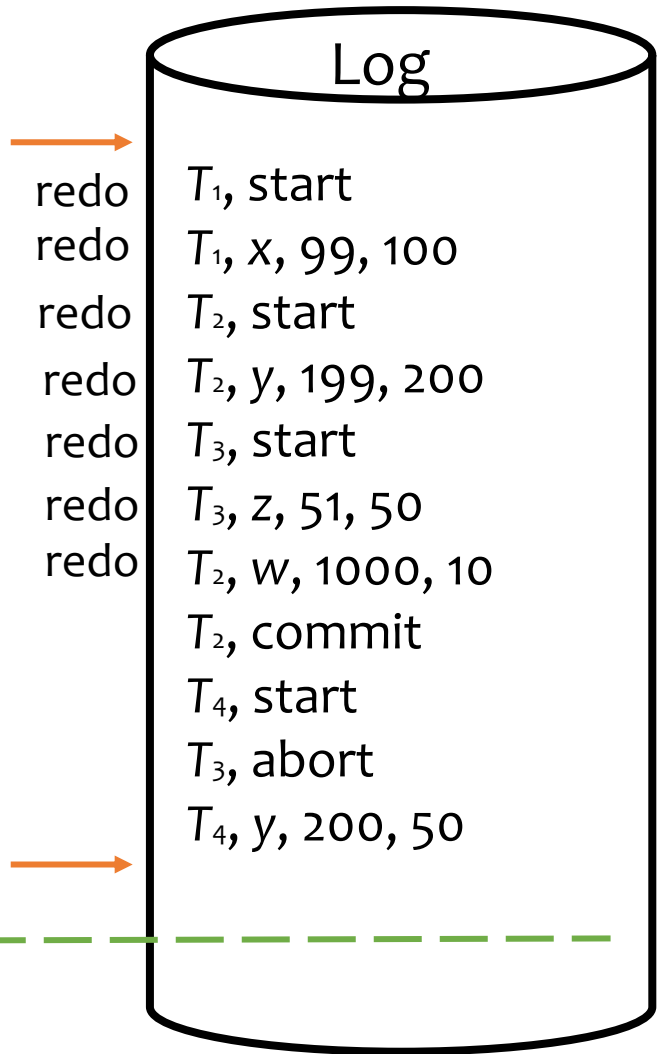 Log
redo T₁, start
redo T₁, x, 99, 100
redo T₂, start
redo T₂, y, 199, 200
redo T₃, start
redo T₃, z, 51, 50
redo T₂, w, 1000, 10
T₂, commit
T₄, start
T₃, abort
T₄, y, 200, 50